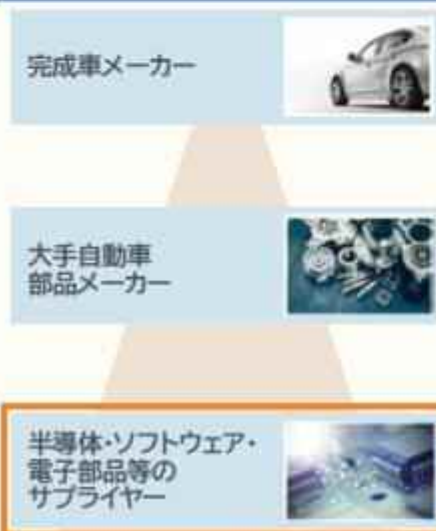 完成車メーカー
大手自動車
部品メーカー
半導体・ソフトウェア・
電子部品等の
サプライヤー